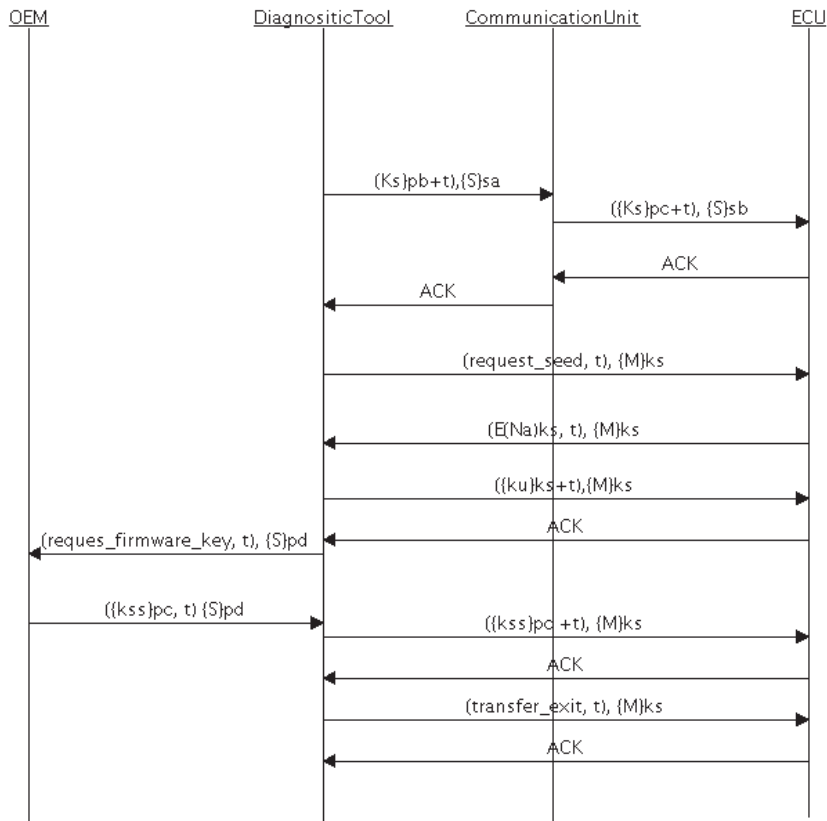 OEM DiagnositicTool CommunicationUnit ECU
(Ks}pb+t),{S}sa
({Ks}pc+t), {S}sb
ACK
ACK
(request_seed, t), {M}ks
(E(Na)ks, t), {M}ks
({ku}ks+t),{M}ks
ACK
(reques_firmware_key, t), {S}pd
({kss}pc, t) {S}pd
({kss}pc +t), {M}ks
ACK
(transfer_exit, t), {M}ks
ACK